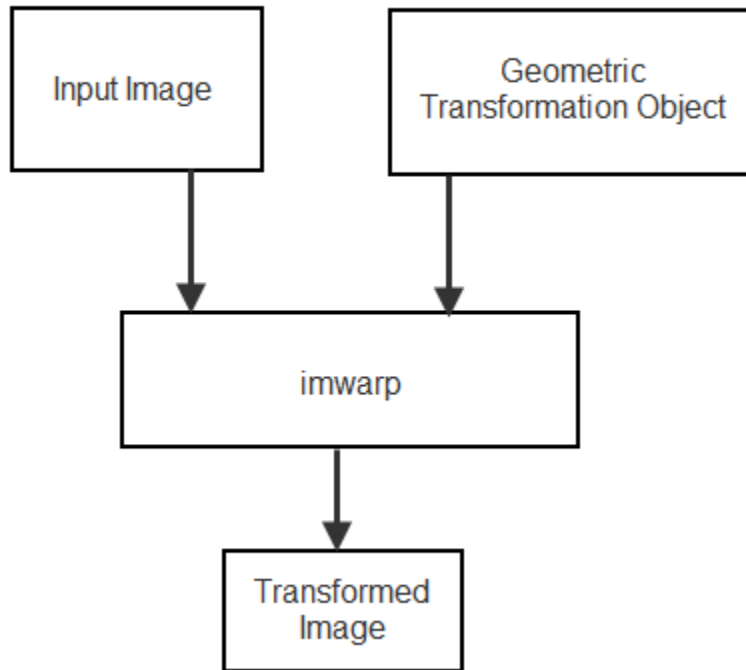 Input Image
Geometric
Transformation Object
imwarp
Transformed
Image